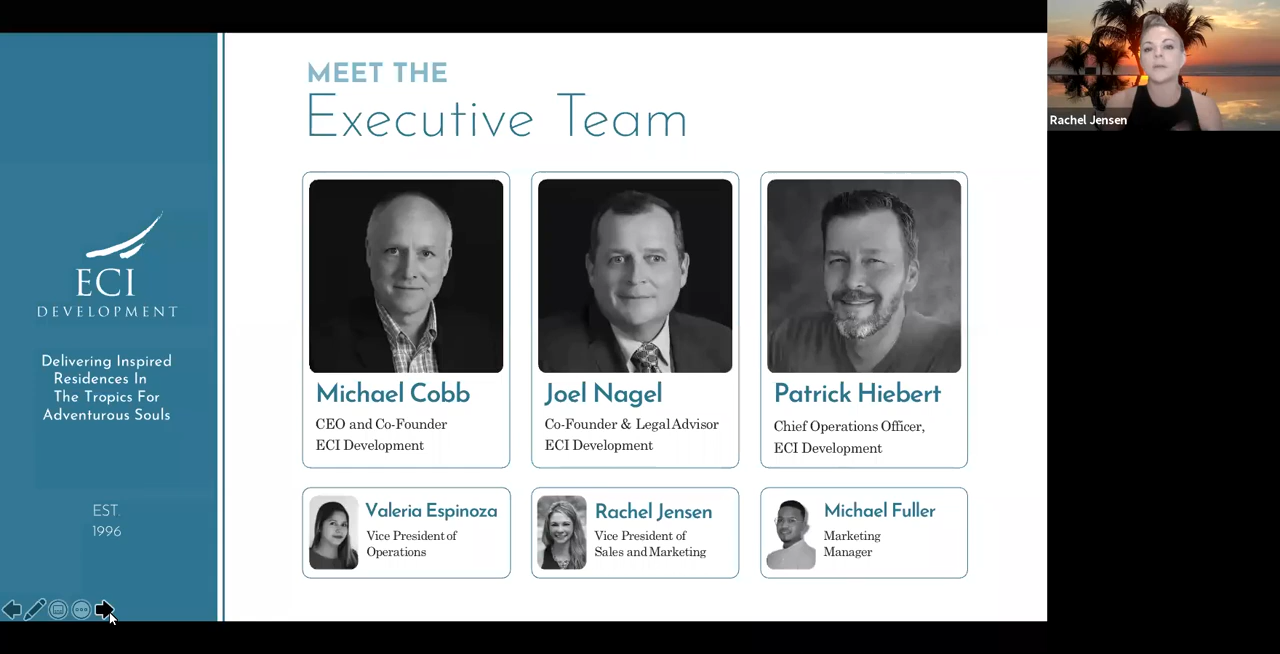 MEET THE
Executive Team
ECI
DEVELOPMENT
Delivering Inspired
Residences In
The Tropics For
Adventurous Souls
EST.
1996
Michael Cobb
CEO and Co-Founder
ECI Development
Joel Nagel
Co-Founder & Legal Advisor
ECI Development
Patrick Hiebert
Chief Operations Officer,
ECI Development
Valeria Espinoza
Vice President of
Operations
Rachel Jensen
Vice President of
Sales and Marketing
Michael Fuller
Marketing
Manager
Rachel Jensen